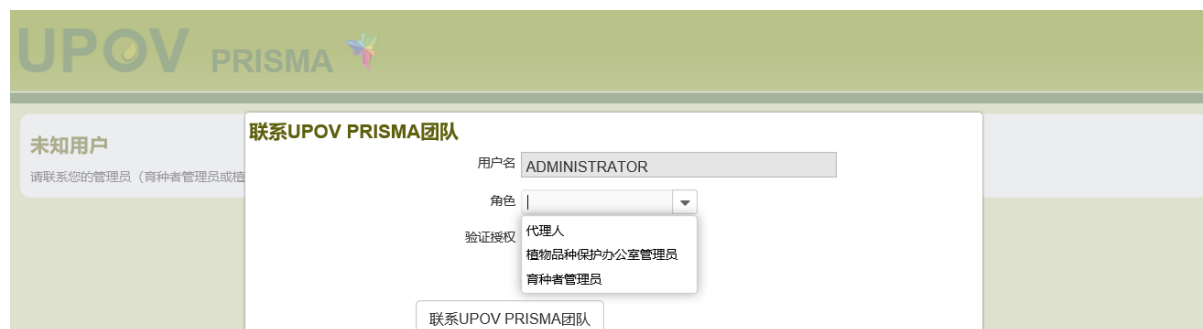 UPOV PRISMA
未知用户
请联系您的管理员（育种者管理员或植
联系UPOV PRISMA团队
用户名 ADMINISTRATOR
角色
验证授权
代理人
植物品种保护办公室管理员
育种者管理员
联系UPOV PRISMA团队